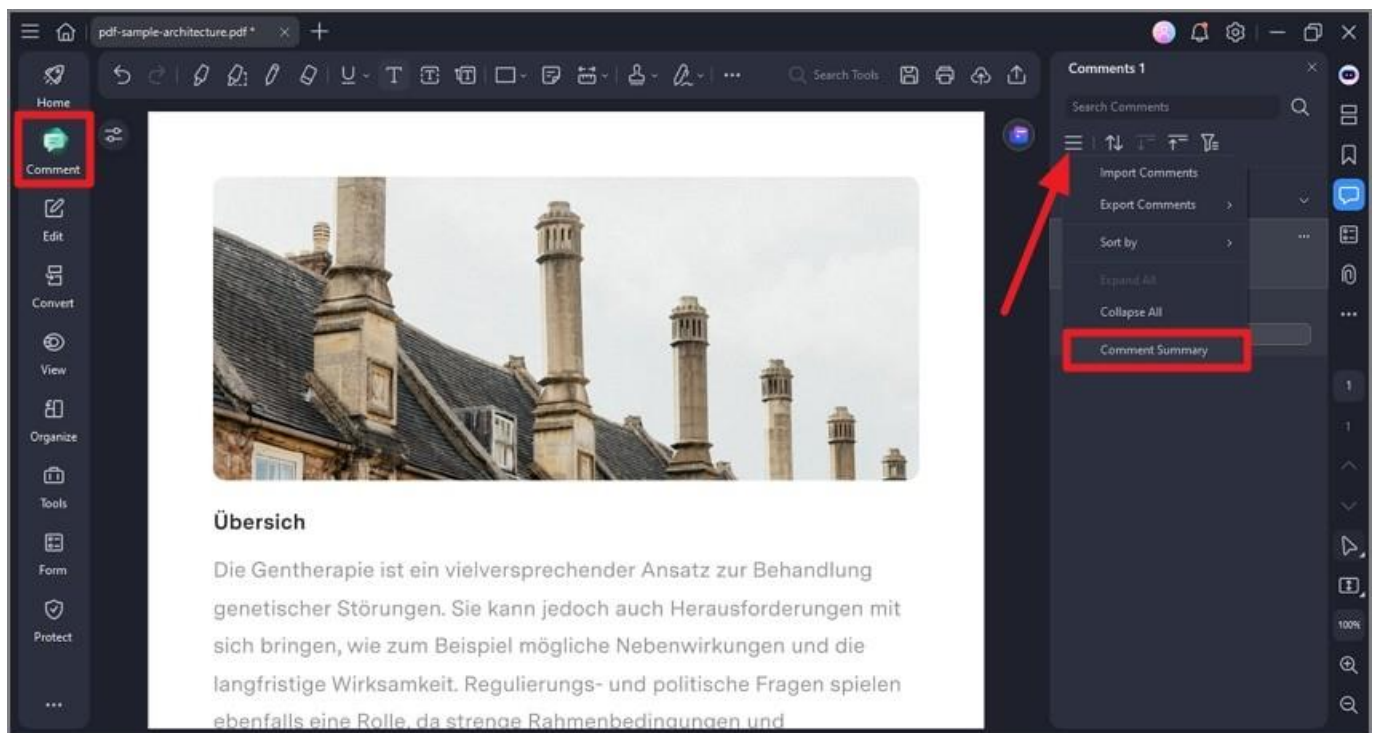 pdf-sample-architecture.pdf *
Home
Comment
Edit
Convert
View
Organize
Tools
Form
Protect
Search Tools
Übersich
Die Gentherapie ist ein vielversprechender Ansatz zur Behandlung
genetischer Störungen. Sie kann jedoch auch Herausforderungen mit
sich bringen, wie zum Beispiel mögliche Nebenwirkungen und die
langfristige Wirksamkeit. Regulierungs- und politische Fragen spielen
ebenfalls eine Rolle, da strenge Rahmenbedingungen und
Comments 1
Search Comments
Import Comments
Export Comments
Sort by
Expand All
Collapse All
Comment Summary
1
1
100%